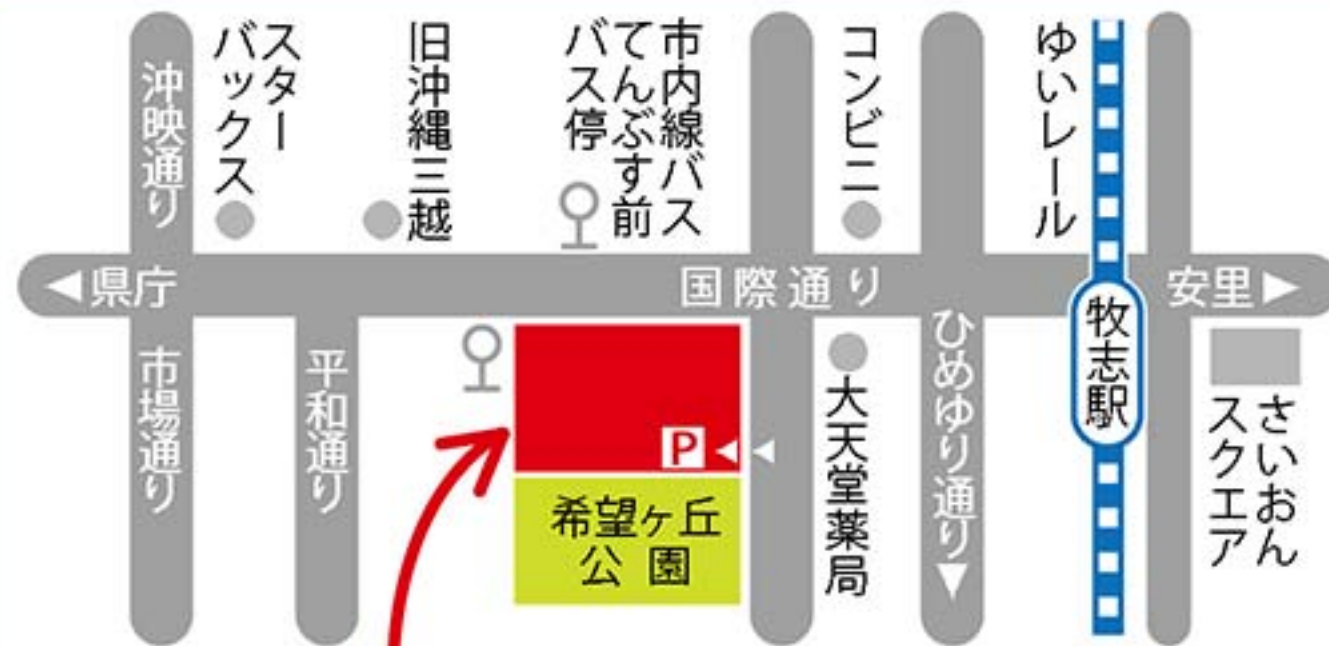 沖映通り
スター
バックス
旧沖縄三越
市内線バス
てんぶす前
バス停
コンビニ
ゆいレール
◀県庁
国際通り
安里▶
市場通り
平和通り
P
希望ヶ丘
公園
大天堂薬局
ひめゆり通り
牧志駅
さいおん
スクエア